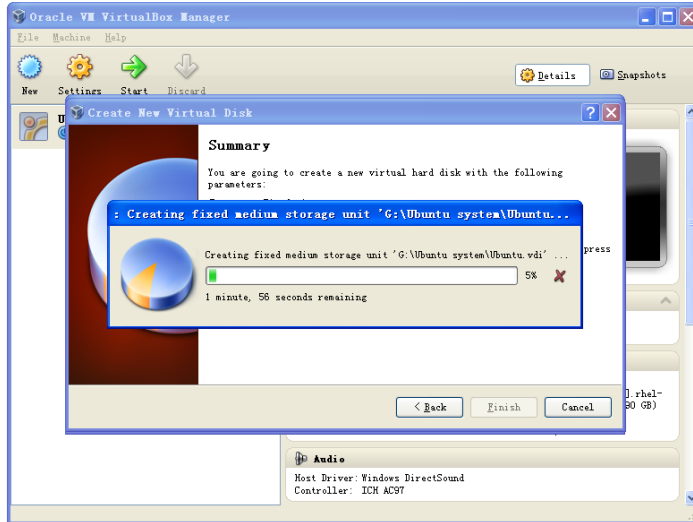 Oracle VM VirtualBox Manager
File Machine Help
New Settings Start Discard
Details Snapshots
U
Create New Virtual Disk
Summary
You are going to create a new virtual hard disk with the following
parameters:
: Creating fixed medium storage unit 'G:\Ubuntu system\Ubuntu...
press
Creating fixed medium storage unit 'G:\Ubuntu system\Ubuntu.vdi' ...
5%
1 minute, 56 seconds remaining
].rhel-
90 GB)
< Back Finish Cancel
Audio
Host Driver: Windows DirectSound
Controller: ICH AC97